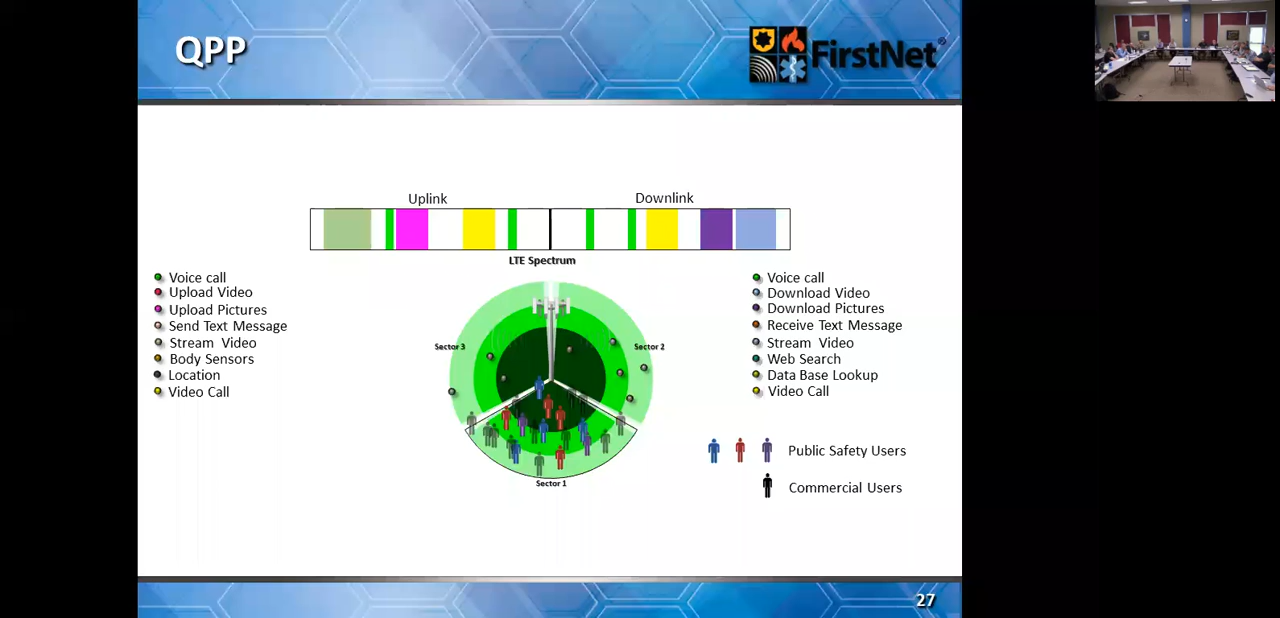 QPP
FirstNet
Uplink
Downlink
LTE Spectrum
Voice call
Upload Video
Upload Pictures
Send Text Message
Stream Video
Body Sensors
Location
Video Call
Sector 3
Sector 2
Sector 1
Voice call
Download Video
Download Pictures
Receive Text Message
Stream Video
Web Search
Data Base Lookup
Video Call
Public Safety Users
Commercial Users
27